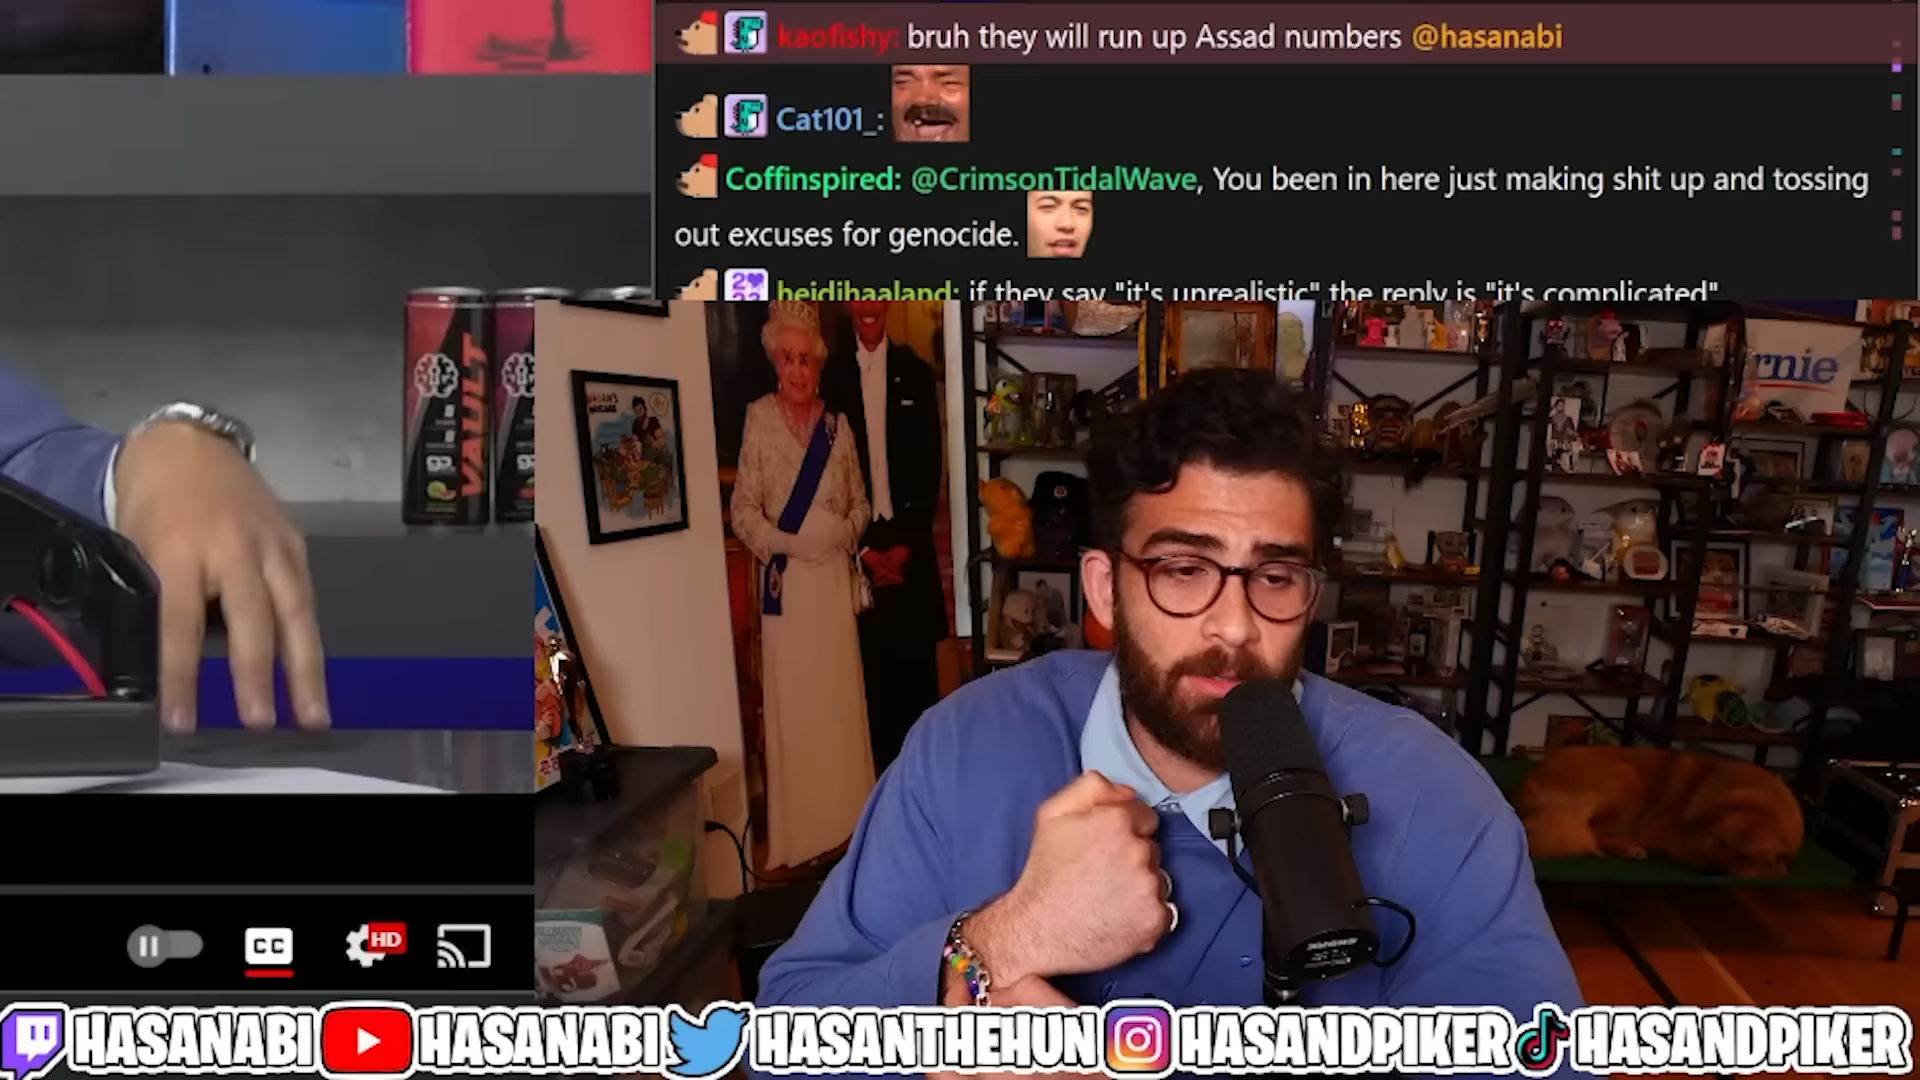 kaofishy: bruh they will run up Assad numbers @hasanabi
Cat101_:
Coffinspired: @CrimsonTidalWave, You been in here just making shit up and tossing
out excuses for genocide.
heidihaaland: if they say "it's unrealistic" the reply is "it's complicated"
VAULT
HASAN'S
rnie
CC
HD
HASANABI HASANABI HASANTHEHUN HASANDPIKER HASANDPIKER